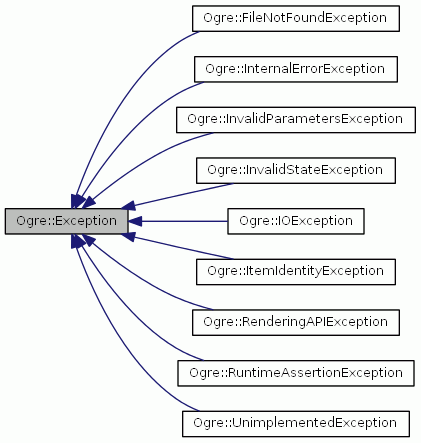 Ogre::FileNotFoundException
Ogre::InternalErrorException
Ogre::InvalidParametersException
Ogre::InvalidStateException
Ogre::Exception
Ogre::IOException
Ogre::ItemIdentityException
Ogre::RenderingAPIException
Ogre::RuntimeAssertionException
Ogre::UnimplementedException